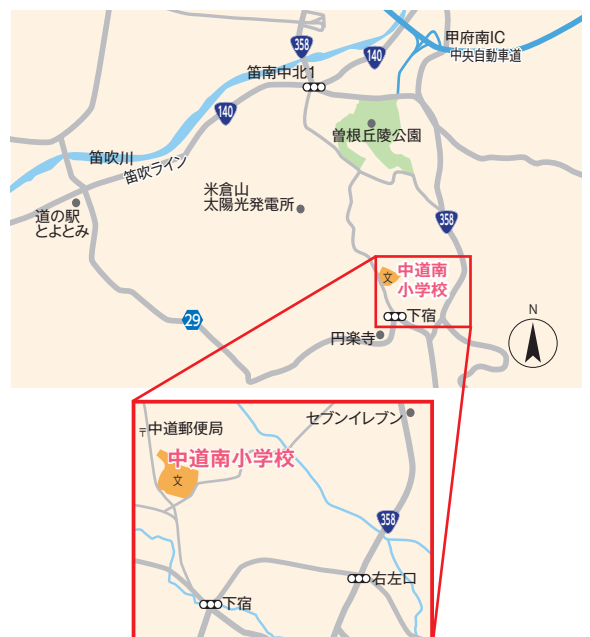 甲府南IC
中央自動車道
358
140
笛南中北1
140
曽根丘陵公園
笛吹川
笛吹ライン
米倉山
太陽光発電所
道の駅
とよとみ
358
中道南
小学校
文
下宿
29
円楽寺
N
セブンイレブン
〒中道郵便局
中道南小学校
文
358
右左口
下宿